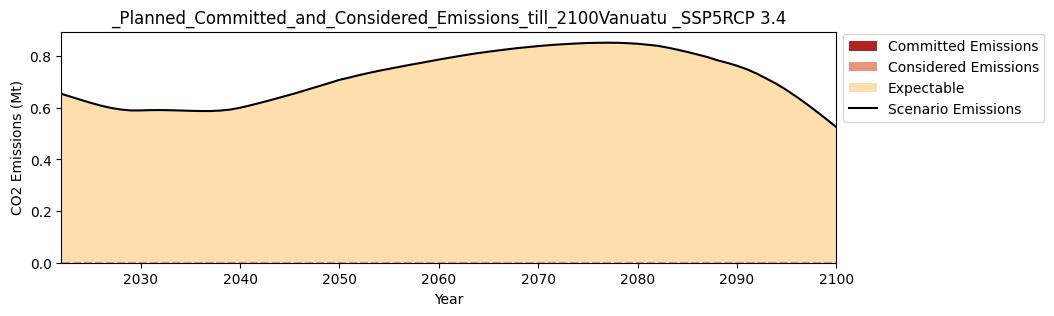 _Planned_Committed_and_Considered_Emissions_till_2100Vanuatu _SSP5RCP 3.4
Committed Emissions
Considered Emissions
Expectable
Scenario Emissions
CO2 Emissions (Mt)
0.8
0.6
0.4
0.2
0.0
2030 2040 2050 2060 2070 2080 2090 2100
Year